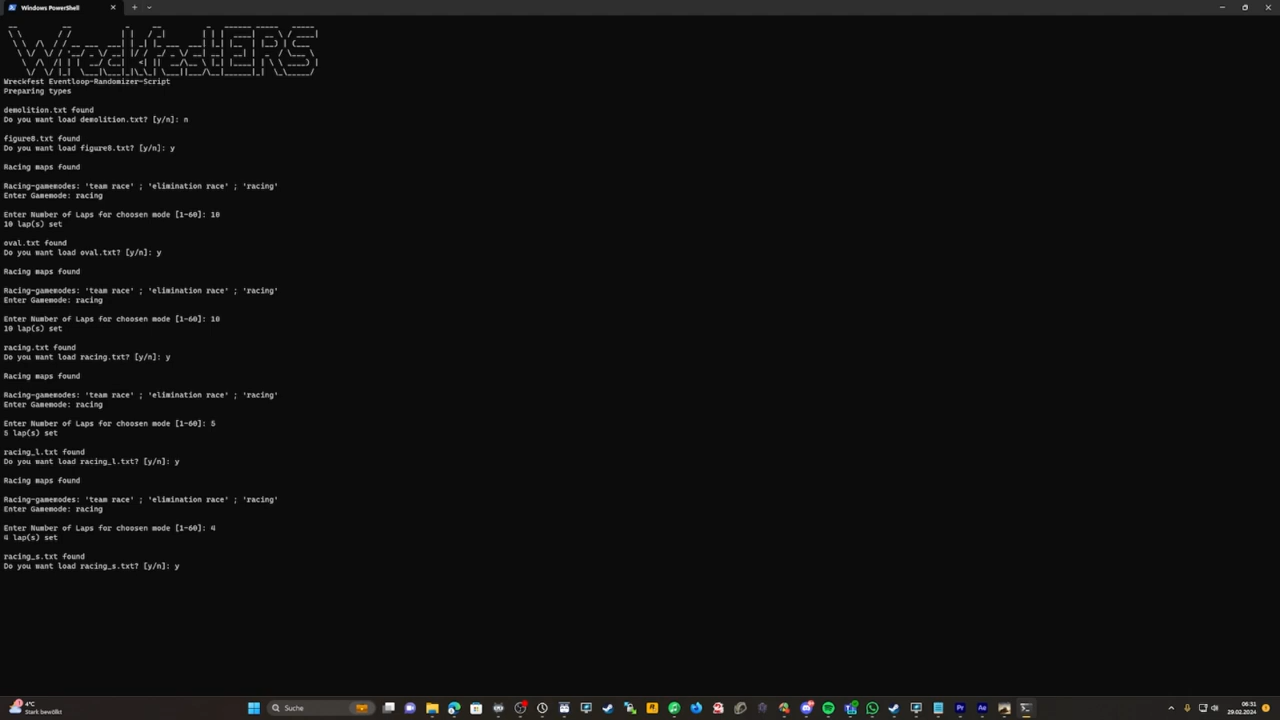 Windows PowerShell
Wreckfest Eventloop-Randomizer-Script
Preparing types
demolition.txt found
Do you want load demolition.txt? [y/n]: n
figure8.txt found
Do you want load figure8.txt? [y/n]: y
Racing maps found
Racing-gamemodes: 'team race' ; 'elimination race' ; 'racing'
Enter Gamemode: racing
Enter Number of Laps for choosen mode [1-60]: 10
10 lap(s) set
oval.txt found
Do you want load oval.txt? [y/n]: y
Racing maps found
Racing-gamemodes: 'team race' ; 'elimination race' ; 'racing'
Enter Gamemode: racing
Enter Number of Laps for choosen mode [1-60]: 10
10 lap(s) set
racing.txt found
Do you want load racing.txt? [y/n]: y
Racing maps found
Racing-gamemodes: 'team race' ; 'elimination race' ; 'racing'
Enter Gamemode: racing
Enter Number of Laps for choosen mode [1-60]: 5
5 lap(s) set
racing_l.txt found
Do you want load racing_l.txt? [y/n]: y
Racing maps found
Racing-gamemodes: 'team race' ; 'elimination race' ; 'racing'
Enter Gamemode: racing
Enter Number of Laps for choosen mode [1-60]: 4
4 lap(s) set
racing_s.txt found
Do you want load racing_s.txt? [y/n]: y
4°C
Stark bewölkt
Suche
06:31
29.02.2024